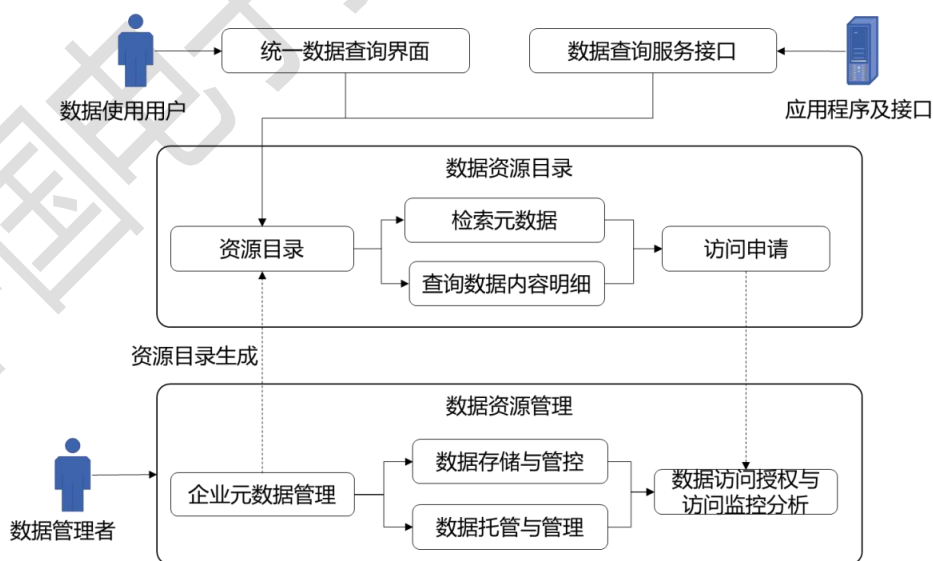 统一数据查询界面
数据查询服务接口
数据使用用户
应用程序及接口
数据资源目录
资源目录
检索元数据
查询数据内容明细
访问申请
资源目录生成
数据资源管理
企业元数据管理
数据存储与管控
数据托管与管理
数据访问授权与
访问监控分析
数据管理者
国电子